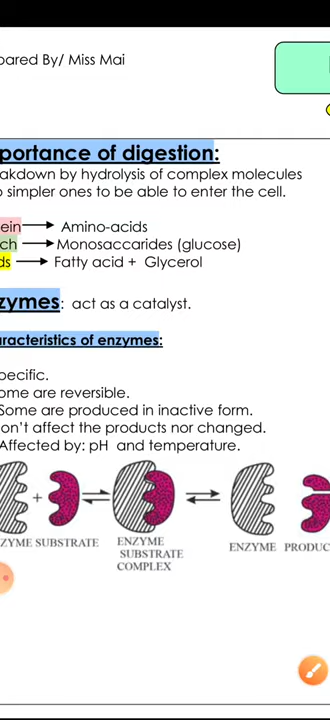 pared By/ Miss Mai
portance of digestion:
eakdown by hydrolysis of complex molecules
o simpler ones to be able to enter the cell.
ein → Amino-acids
ch → Monosaccarides (glucose)
ds → Fatty acid + Glycerol
zymes: act as a catalyst.
aracteristics of enzymes:
pecific.
ome are reversible.
Some are produced in inactive form.
on't affect the products nor changed.
Affected by: pH and temperature.
+
ZYME SUBSTRATE ENZYME SUBSTRATE COMPLEX ENZYME PRODUC